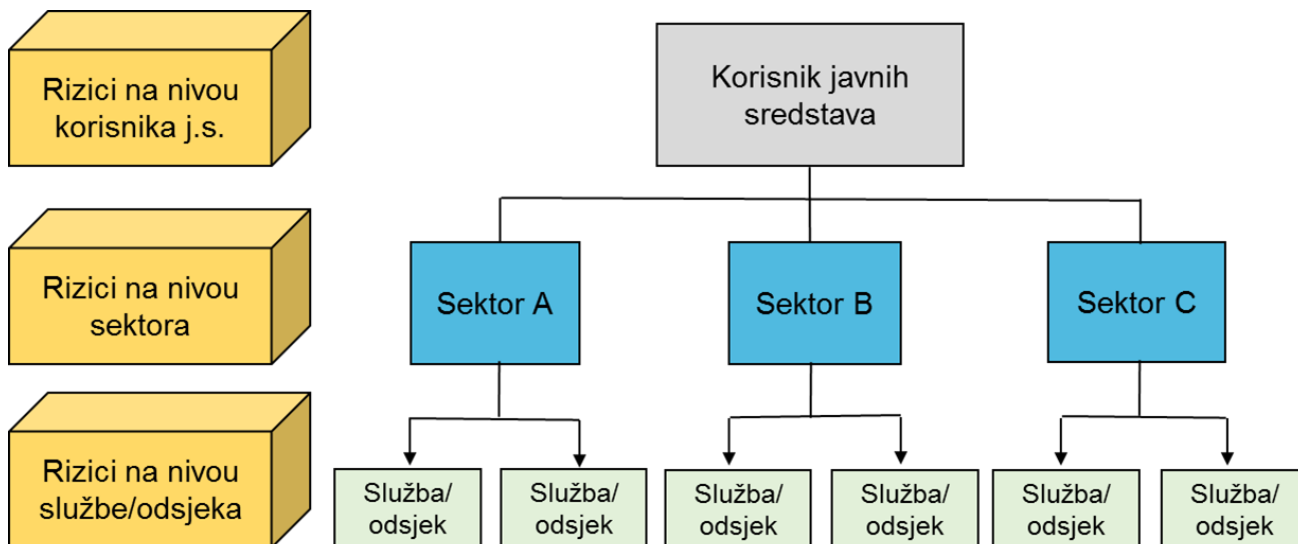 Rizici na nivou
korisnika j.s.
Korisnik javnih
sredstava
Rizici na nivou
sektora
Sektor A
Sektor B
Sektor C
Rizici na nivou
službe/odsjeka
Služba/
odsjek
Služba/
odsjek
Služba/
odsjek
Služba/
odsjek
Služba/
odsjek
Služba/
odsjek